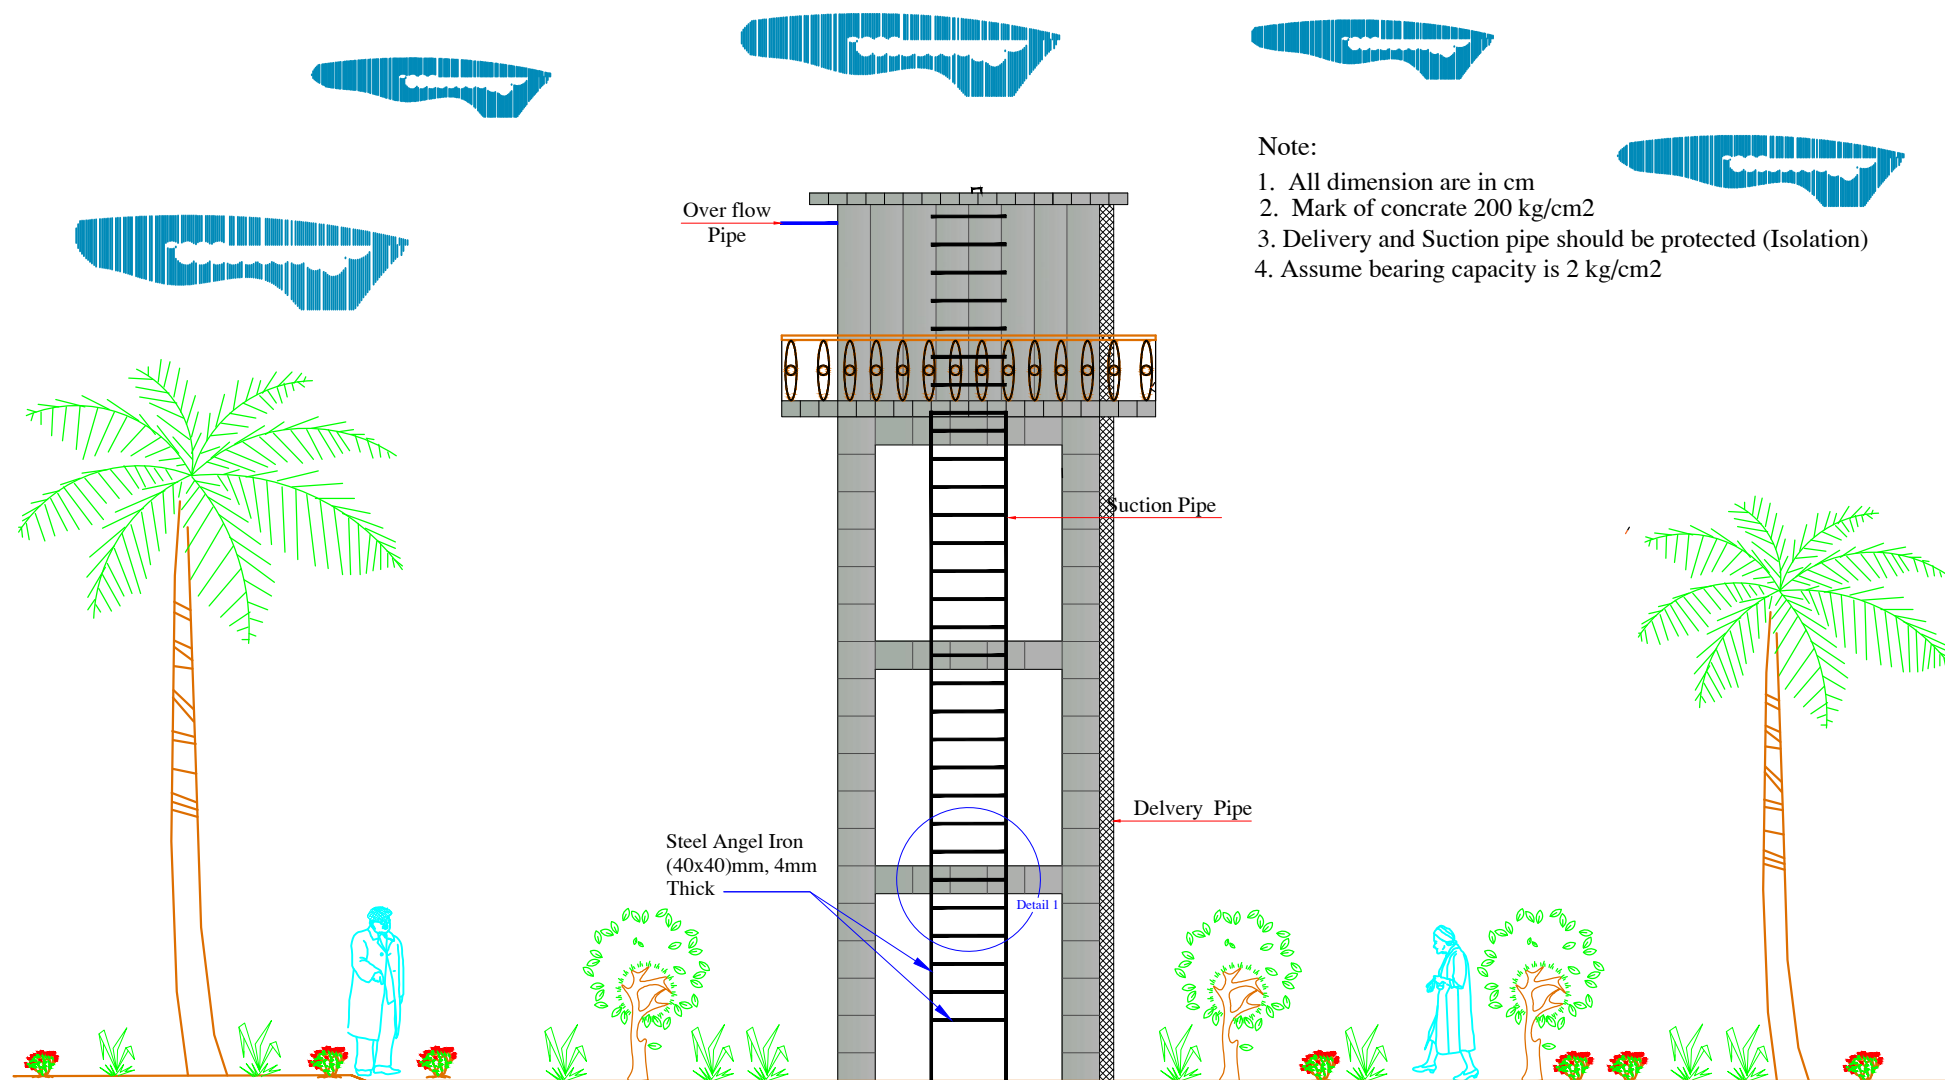 Note:
1. All dimension are in cm
2. Mark of concrate 200 kg/cm2
3. Delivery and Suction pipe should be protected (Isolation)
4. Assume bearing capacity is 2 kg/cm2
Over flow
Pipe
Suction Pipe
Delvery Pipe
Steel Angel Iron
(40x40)mm, 4mm
Thick
Detail 1